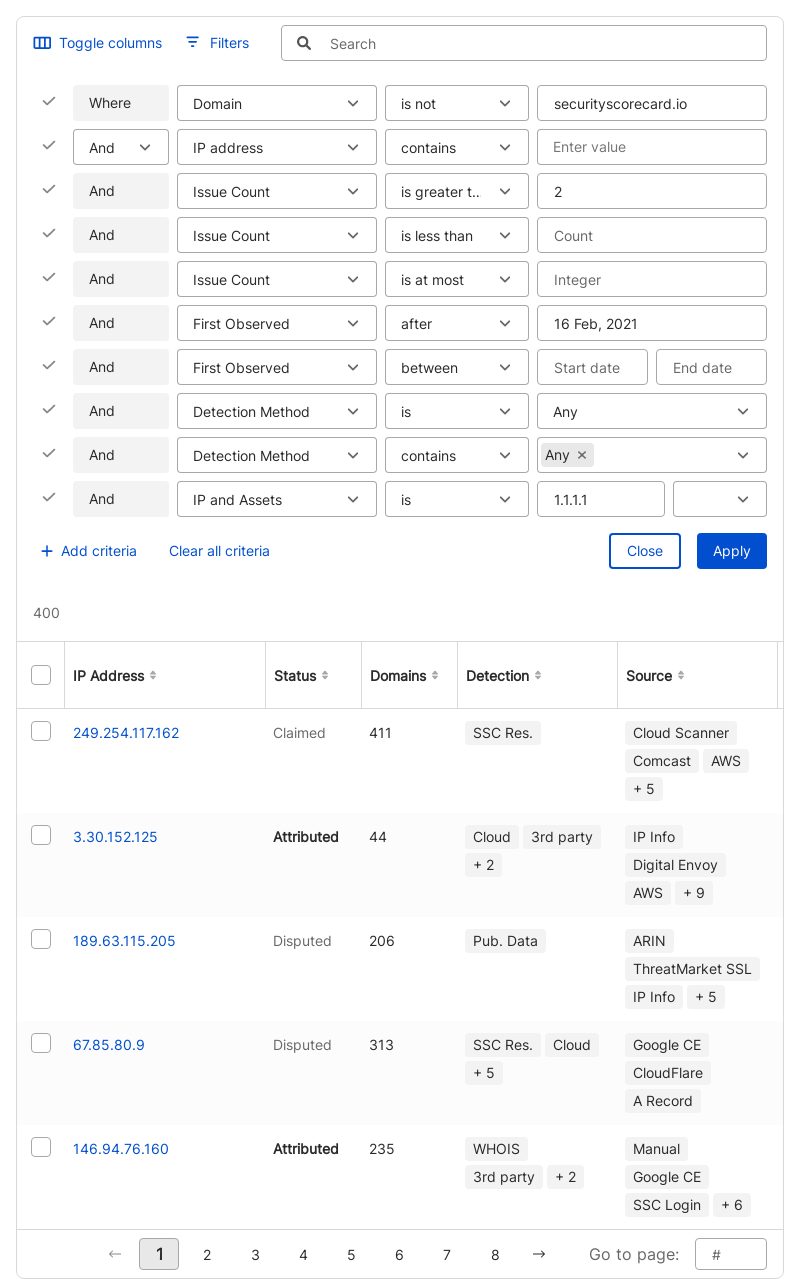 Toggle columns Filters Search
Where Domain is not securityscorecard.io
And IP address contains Enter value
And Issue Count is greater t.. 2
And Issue Count is less than Count
And Issue Count is at most Integer
And First Observed after 16 Feb, 2021
And First Observed between Start date End date
And Detection Method is Any
And Detection Method contains Any
And IP and Assets is 1.1.1.1
Add criteria Clear all criteria Close Apply
400
IP Address Status Domains Detection Source
249.254.117.162 Claimed 411 SSC Res. Cloud Scanner
Comcast AWS
+ 5
3.30.152.125 Attributed 44 Cloud 3rd party IP Info
+ 2 Digital Envoy
AWS + 9
189.63.115.205 Disputed 206 Pub. Data ARIN
ThreatMarket SSL
IP Info + 5
67.85.80.9 Disputed 313 SSC Res. Cloud Google CE
+ 5 CloudFlare
A Record
146.94.76.160 Attributed 235 WHOIS Manual
3rd party + 2 Google CE
SSC Login + 6
← 1 2 3 4 5 6 7 8 → Go to page: #